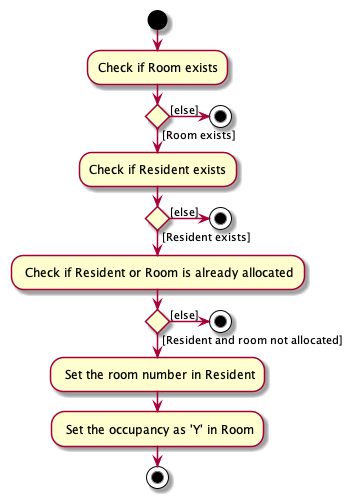 Check if Room exists
[else]
[Room exists]
Check if Resident exists
[else]
[Resident exists]
Check if Resident or Room is already allocated
[else]
[Resident and room not allocated]
Set the room number in Resident
Set the occupancy as 'Y' in Room